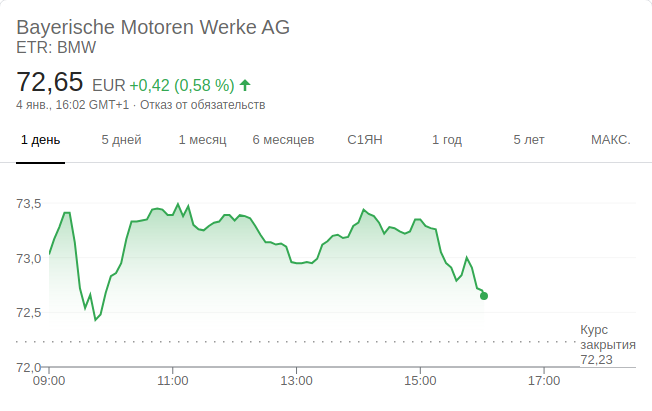 Bayerische Motoren Werke AG
ETR: BMW
72,65 EUR +0,42 (0,58 %)
4 янв., 16:02 GMT+1 · Отказ от обязательств
1 день 5 дней 1 месяц 6 месяцев С1ЯН 1 год 5 лет МАКС.
73,5
73,0
72,5
Курс
закрытия
72,23
72,0
09:00 11:00 13:00 15:00 17:00